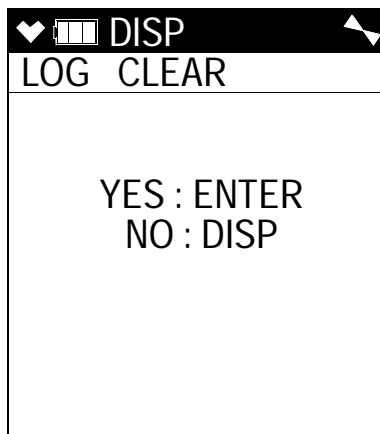 DISP
LOG CLEAR
YES : ENTER
NO : DISP